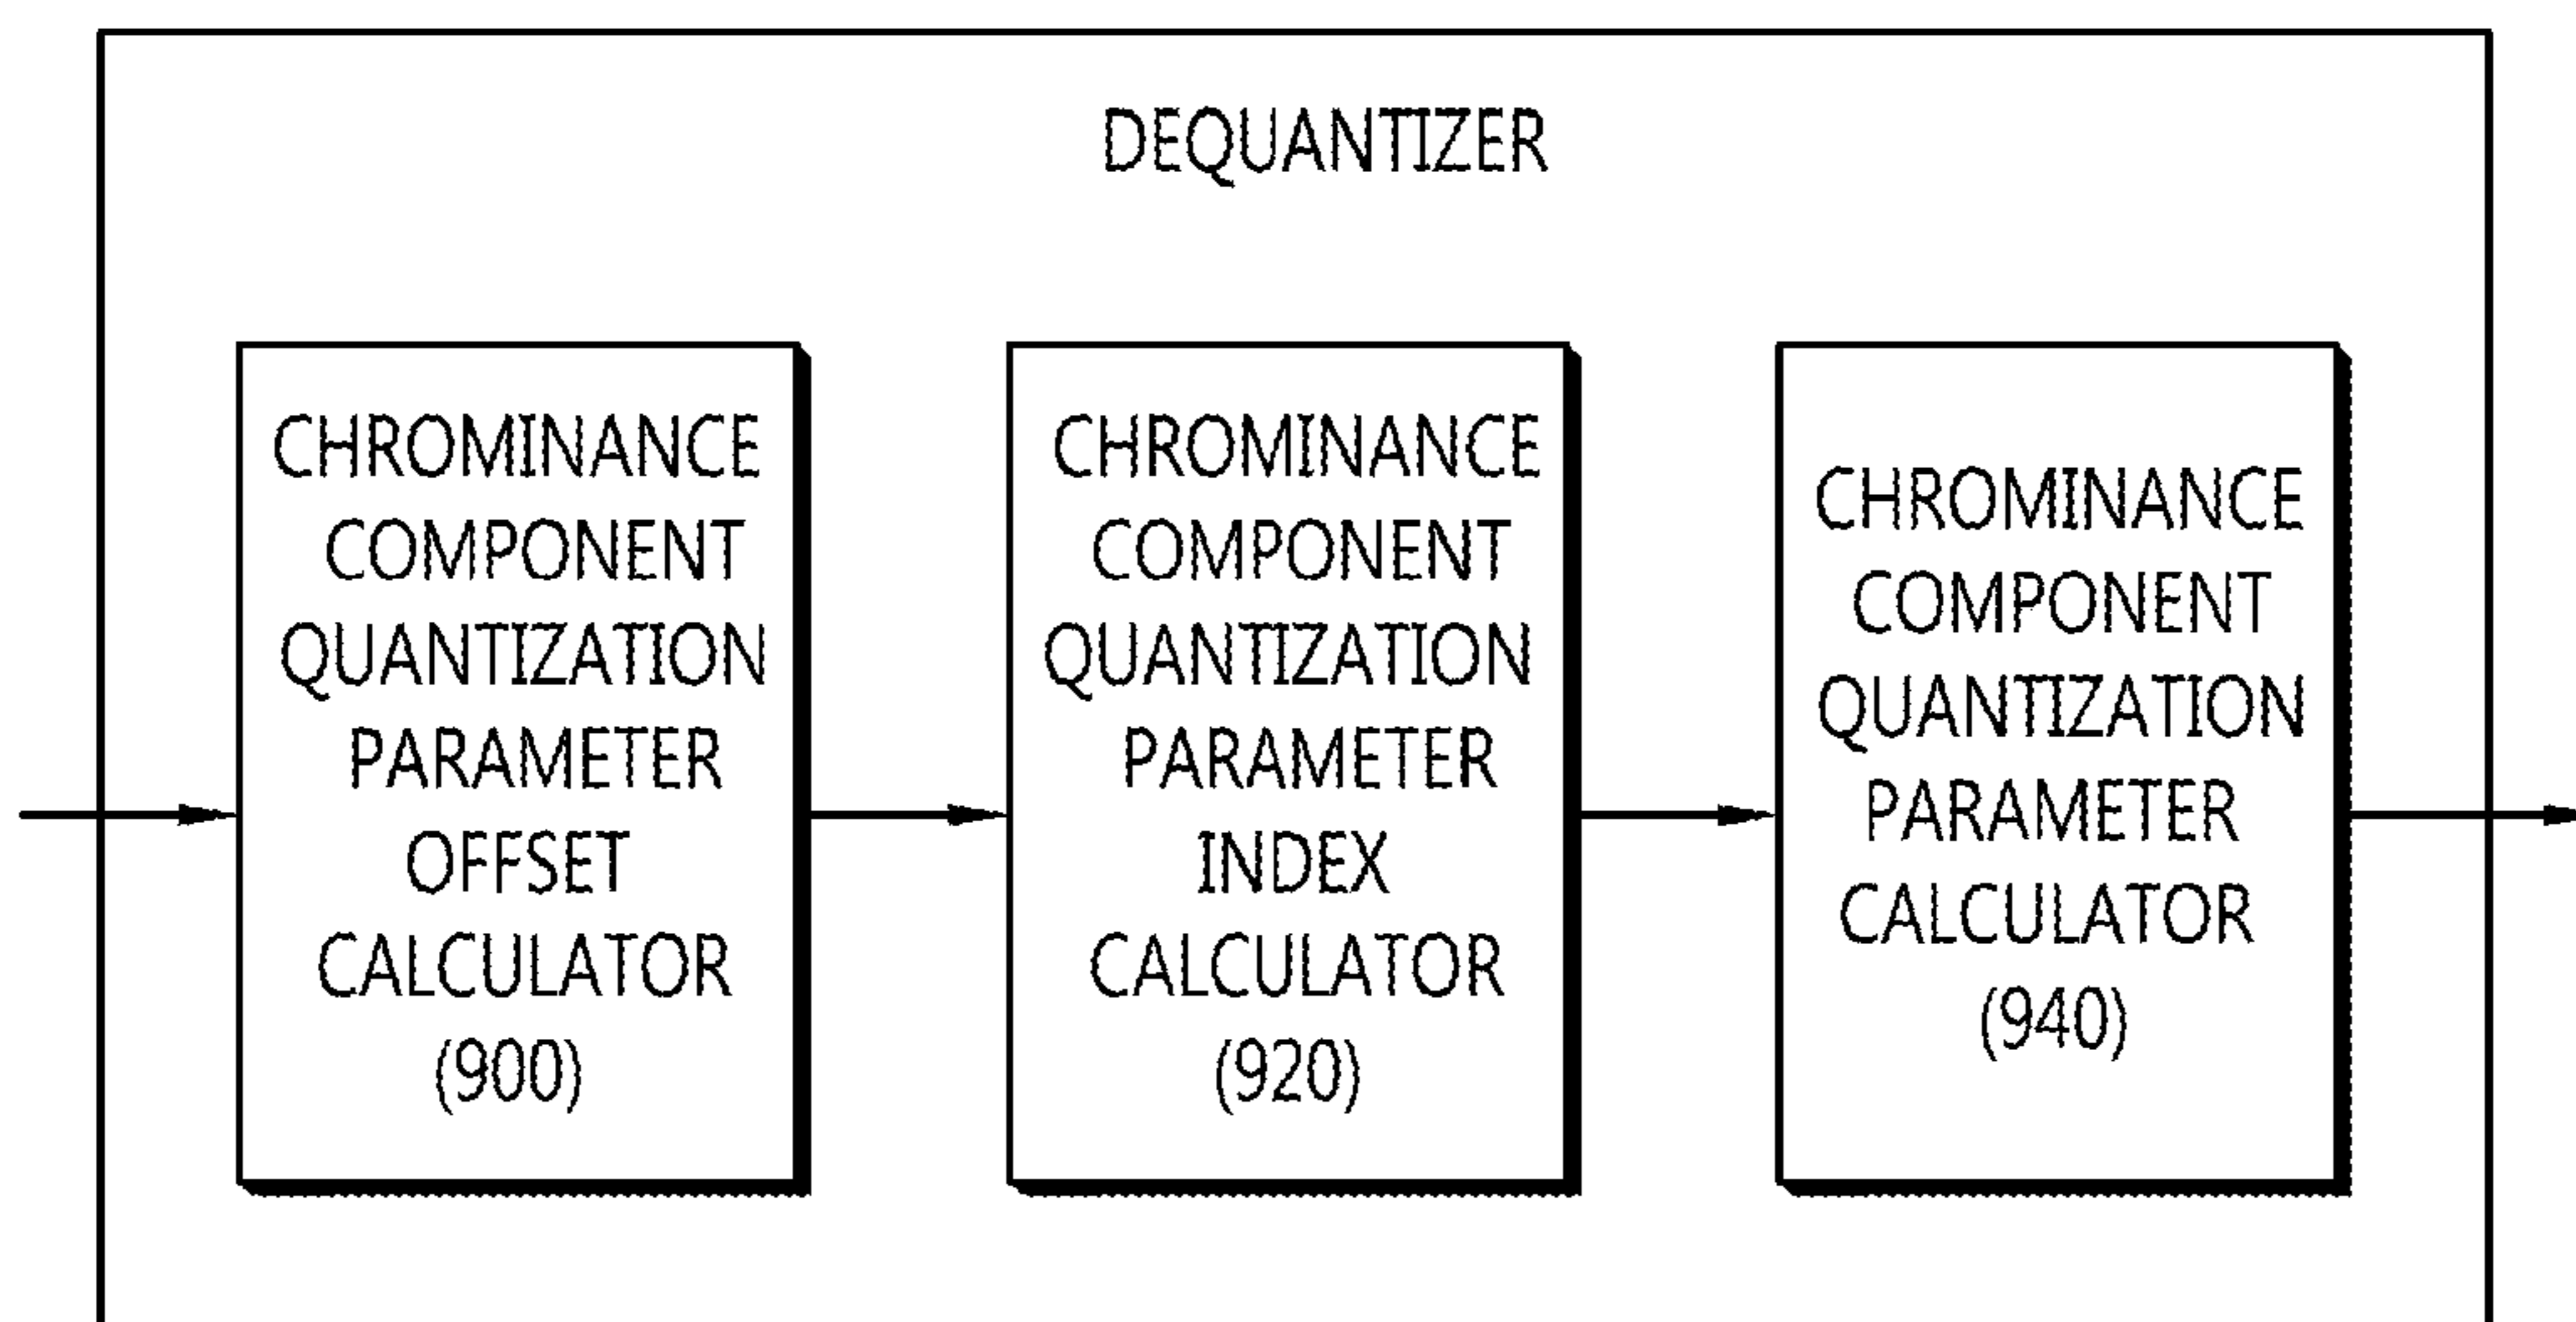 DEQUANTIZER
CHROMINANCE
COMPONENT
QUANTIZATION
PARAMETER
OFFSET
CALCULATOR
(900)
CHROMINANCE
COMPONENT
QUANTIZATION
PARAMETER
INDEX
CALCULATOR
(920)
CHROMINANCE
COMPONENT
QUANTIZATION
PARAMETER
CALCULATOR
(940)